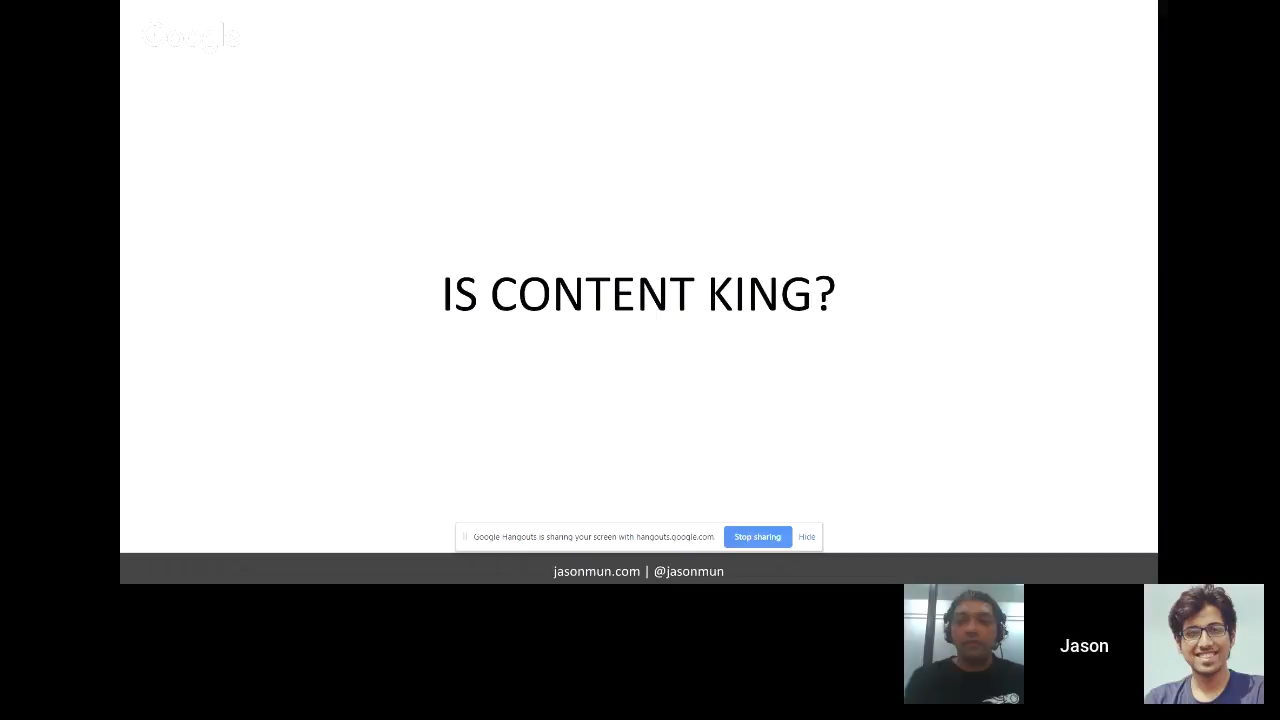 Google
IS CONTENT KING?
Google Hangouts is sharing your screen with hangouts.google.com.
Stop sharing
Hide
jasonmun.com | @jasonmun
Jason